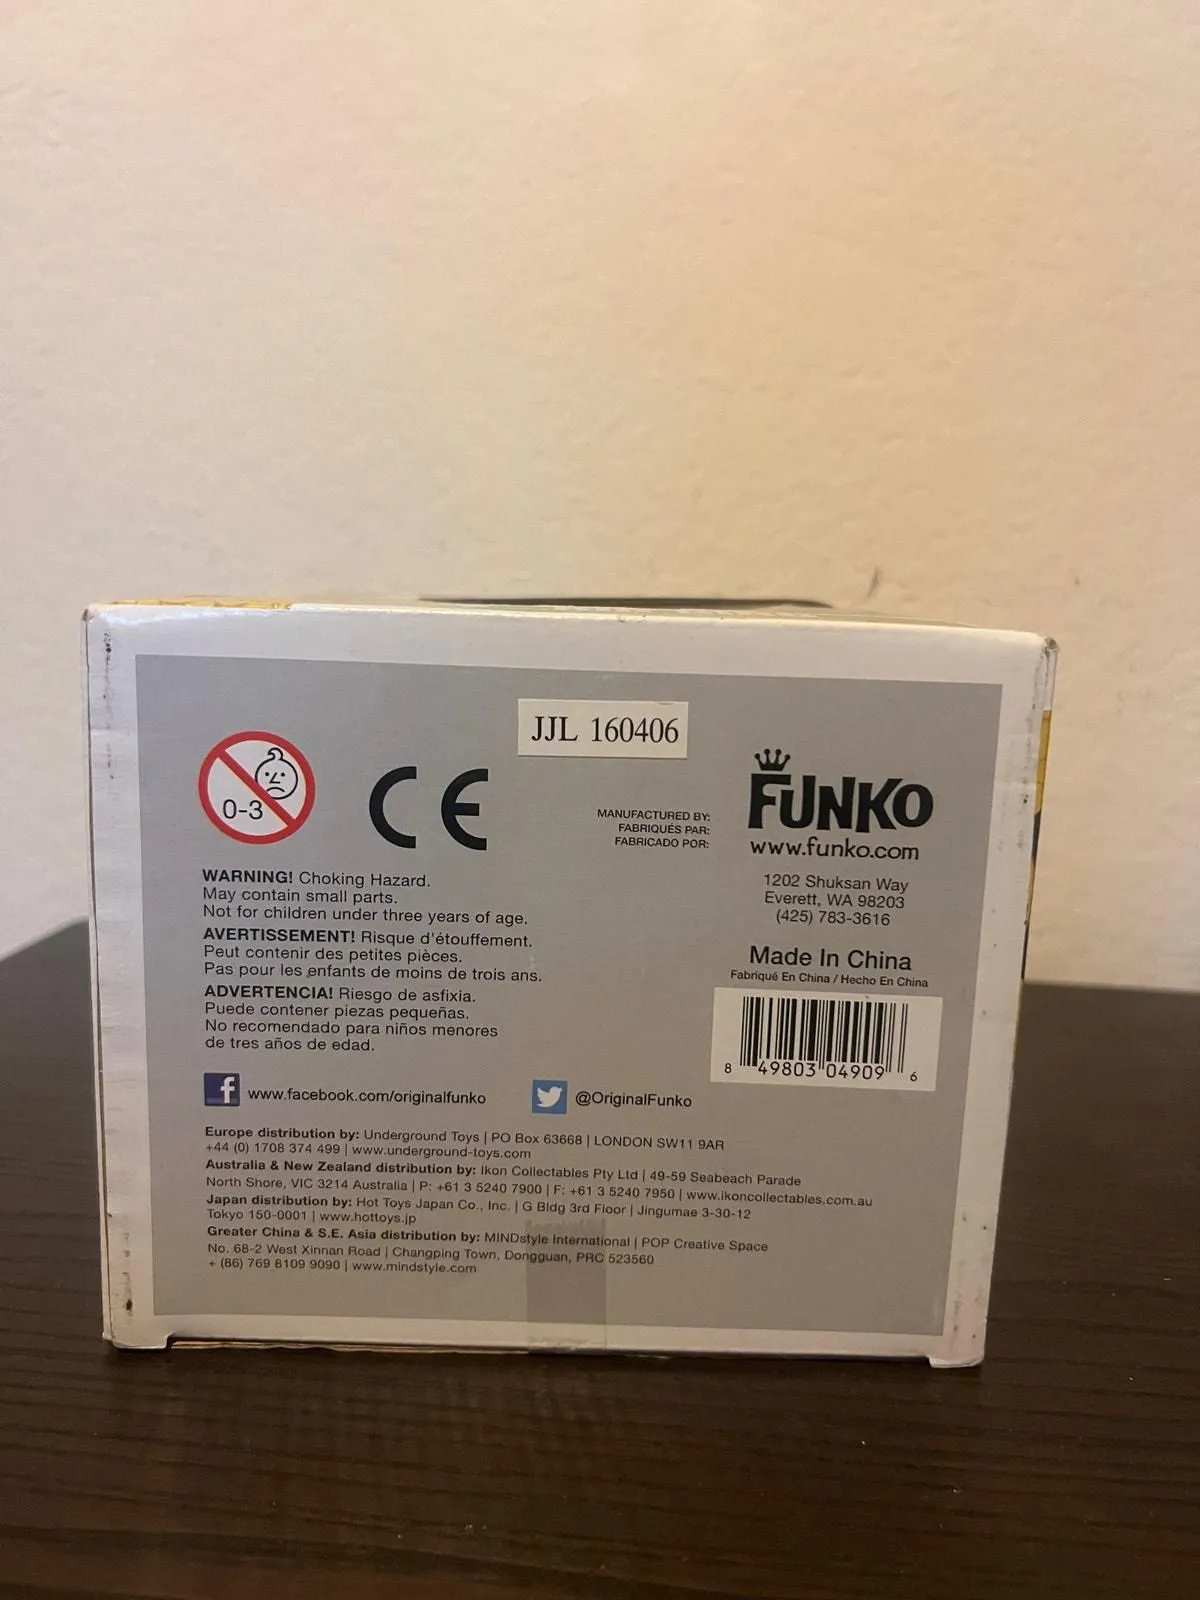 JJL 160406
0-3
CE
MANUFACTURED BY:
FABRIQUÉS PAR:
FABRICADO POR:
FUNKO
www.funko.com
1202 Shuksan Way
Everett, WA 98203
(425) 783-3616
Made In China
Fabriqué En China / Hecho En China
8 49803 04909 6
WARNING! Choking Hazard.
May contain small parts.
Not for children under three years of age.
AVERTISSEMENT! Risque d'étouffement.
Peut contenir des petites pièces.
Pas pour les enfants de moins de trois ans.
ADVERTENCIA! Riesgo de asfixia.
Puede contener piezas pequeñas.
No recomendado para niños menores
de tres años de edad.
f www.facebook.com/originalfunko
@OriginalFunko
Europe distribution by: Underground Toys | PO Box 63668 | LONDON SW11 9AR
+44 (0) 1708 374 499 | www.underground-toys.com
Australia & New Zealand distribution by: Ikon Collectables Pty Ltd | 49-59 Seabeach Parade
North Shore, VIC 3214 Australia | P: +61 3 5240 7900 | F: +61 3 5240 7950 | www.ikoncollectables.com.au
Japan distribution by: Hot Toys Japan Co., Inc. | G Bldg 3rd Floor | Jingumae 3-30-12
Tokyo 150-0001 | www.hottoys.jp
Greater China & S.E. Asia distribution by: MINDstyle International | POP Creative Space
No. 68-2 West Xinnan Road | Changping Town, Dongguan, PRC 523560
+ (86) 769 8109 9090 | www.mindstyle.com